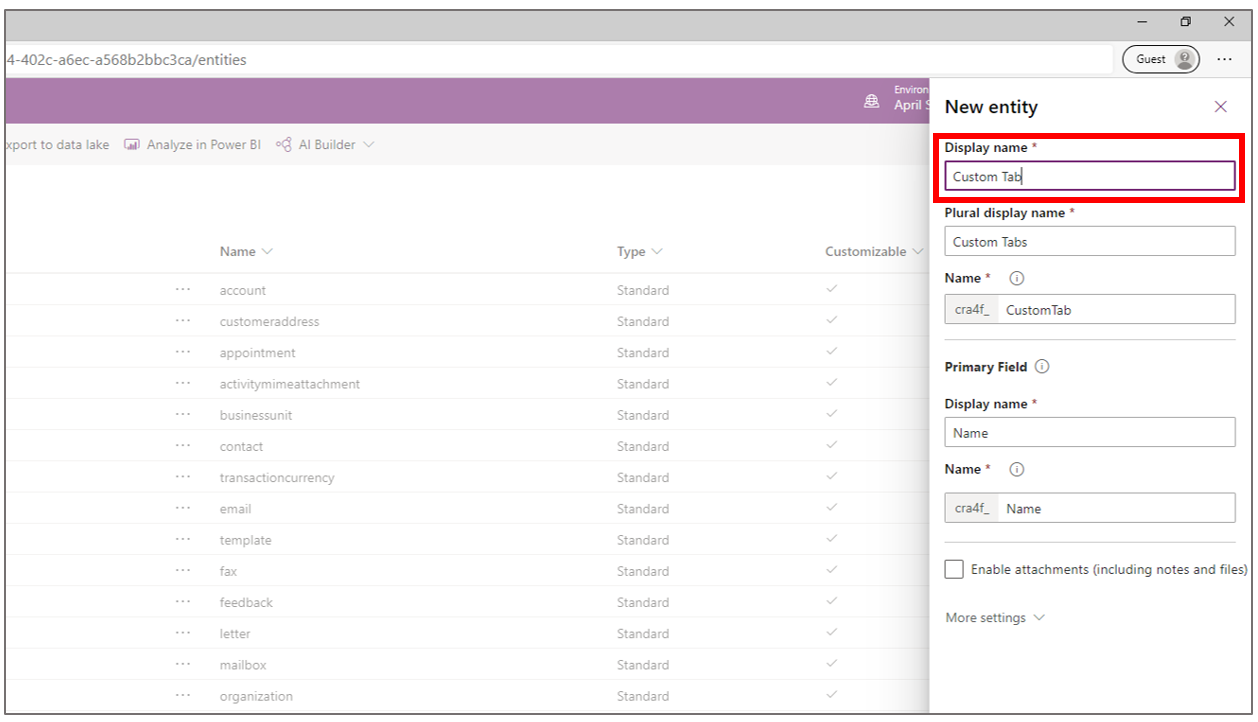 4-402c-a6ec-a568b2bbc3ca/entities
Guest
Environ
April S
xport to data lake Analyze in Power BI AI Builder
Name Type Customizable
account Standard
customeraddress Standard
appointment Standard
activitymimeattachment Standard
businessunit Standard
contact Standard
transactioncurrency Standard
email Standard
template Standard
fax Standard
feedback Standard
letter Standard
mailbox Standard
organization Standard
New entity
Display name *
Custom Tab
Plural display name *
Custom Tabs
Name *
cra4f_ CustomTab
Primary Field
Display name *
Name
Name *
cra4f_ Name
Enable attachments (including notes and files)
More settings